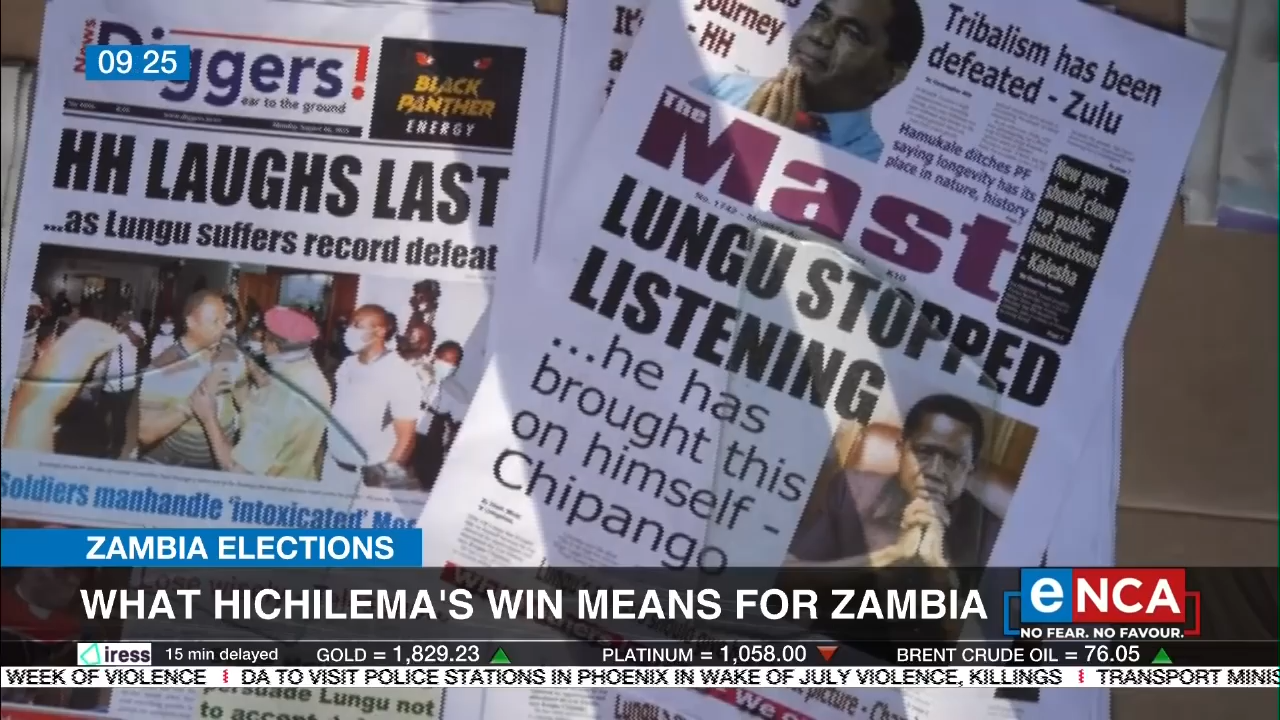 09 25
News
Diggers!
ear to the ground
BLACK
PANTHER
ENERGY
HH LAUGHS LAST
...as Lungu suffers record defeat
Soldiers manhandle 'intoxicated'
It's
journey
- HH
Tribalism has been
defeated - Zulu
Hamukale ditches PF
saying longevity has its
place in nature, history
New govt
should clean
up public
institutions
- Kalesha
The
Mast
No. 1742
K10
LUNGU STOPPED
LISTENING
...he has
brought this
on himself -
Chipango
ZAMBIA ELECTIONS
WHAT HICHILEMA'S WIN MEANS FOR ZAMBIA
eNCA
NO FEAR. NO FAVOUR.
iress 15 min delayed GOLD = 1,829.23 PLATINUM = 1,058.00 BRENT CRUDE OIL = 76.05
WEEK OF VIOLENCE DA TO VISIT POLICE STATIONS IN PHOENIX IN WAKE OF JULY VIOLENCE, KILLINGS TRANSPORT MINIS
persuade Lungu not
to accept